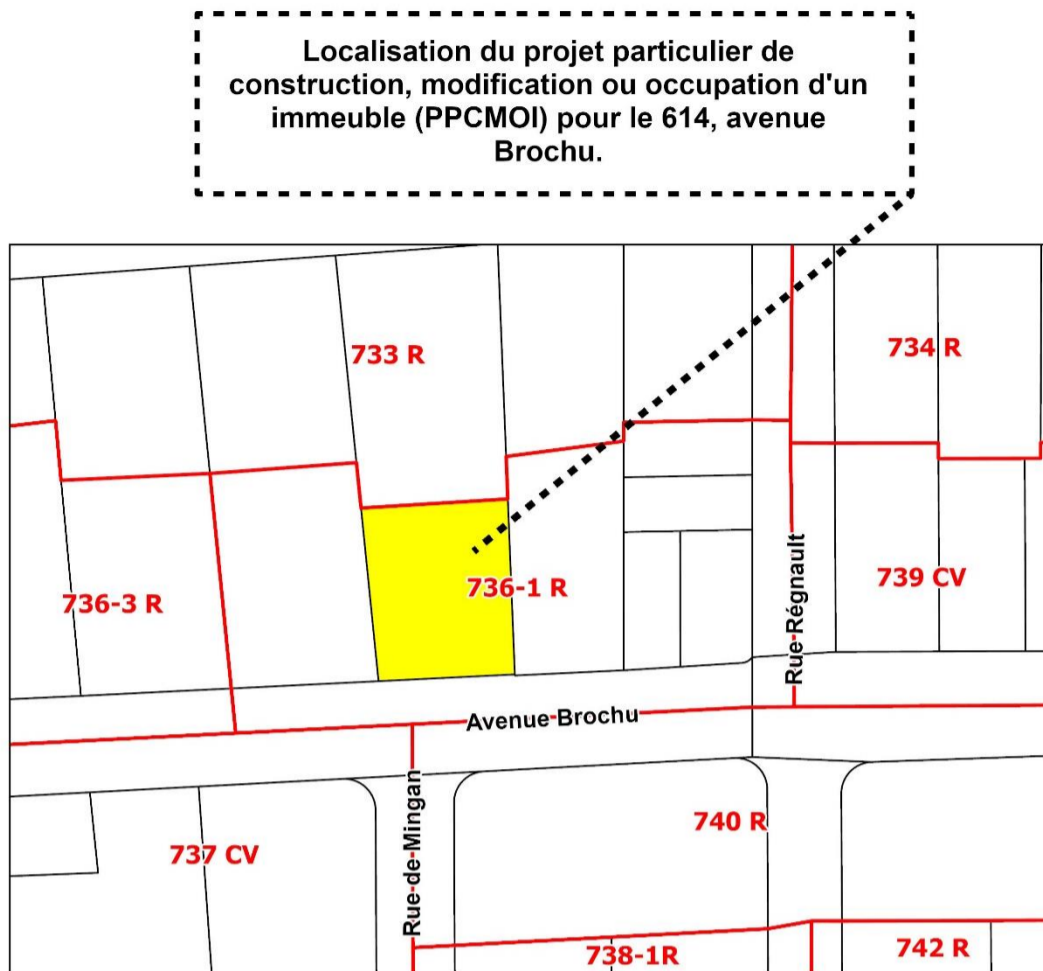 Localisation du projet particulier de
construction, modification ou occupation d'un
immeuble (PPCMOI) pour le 614, avenue
Brochu.
733 R
734 R
736-3 R
736-1 R
739 CV
Rue Régnault
Avenue Brochu
Rue de Mingan
737 CV
740 R
738-1R
742 R